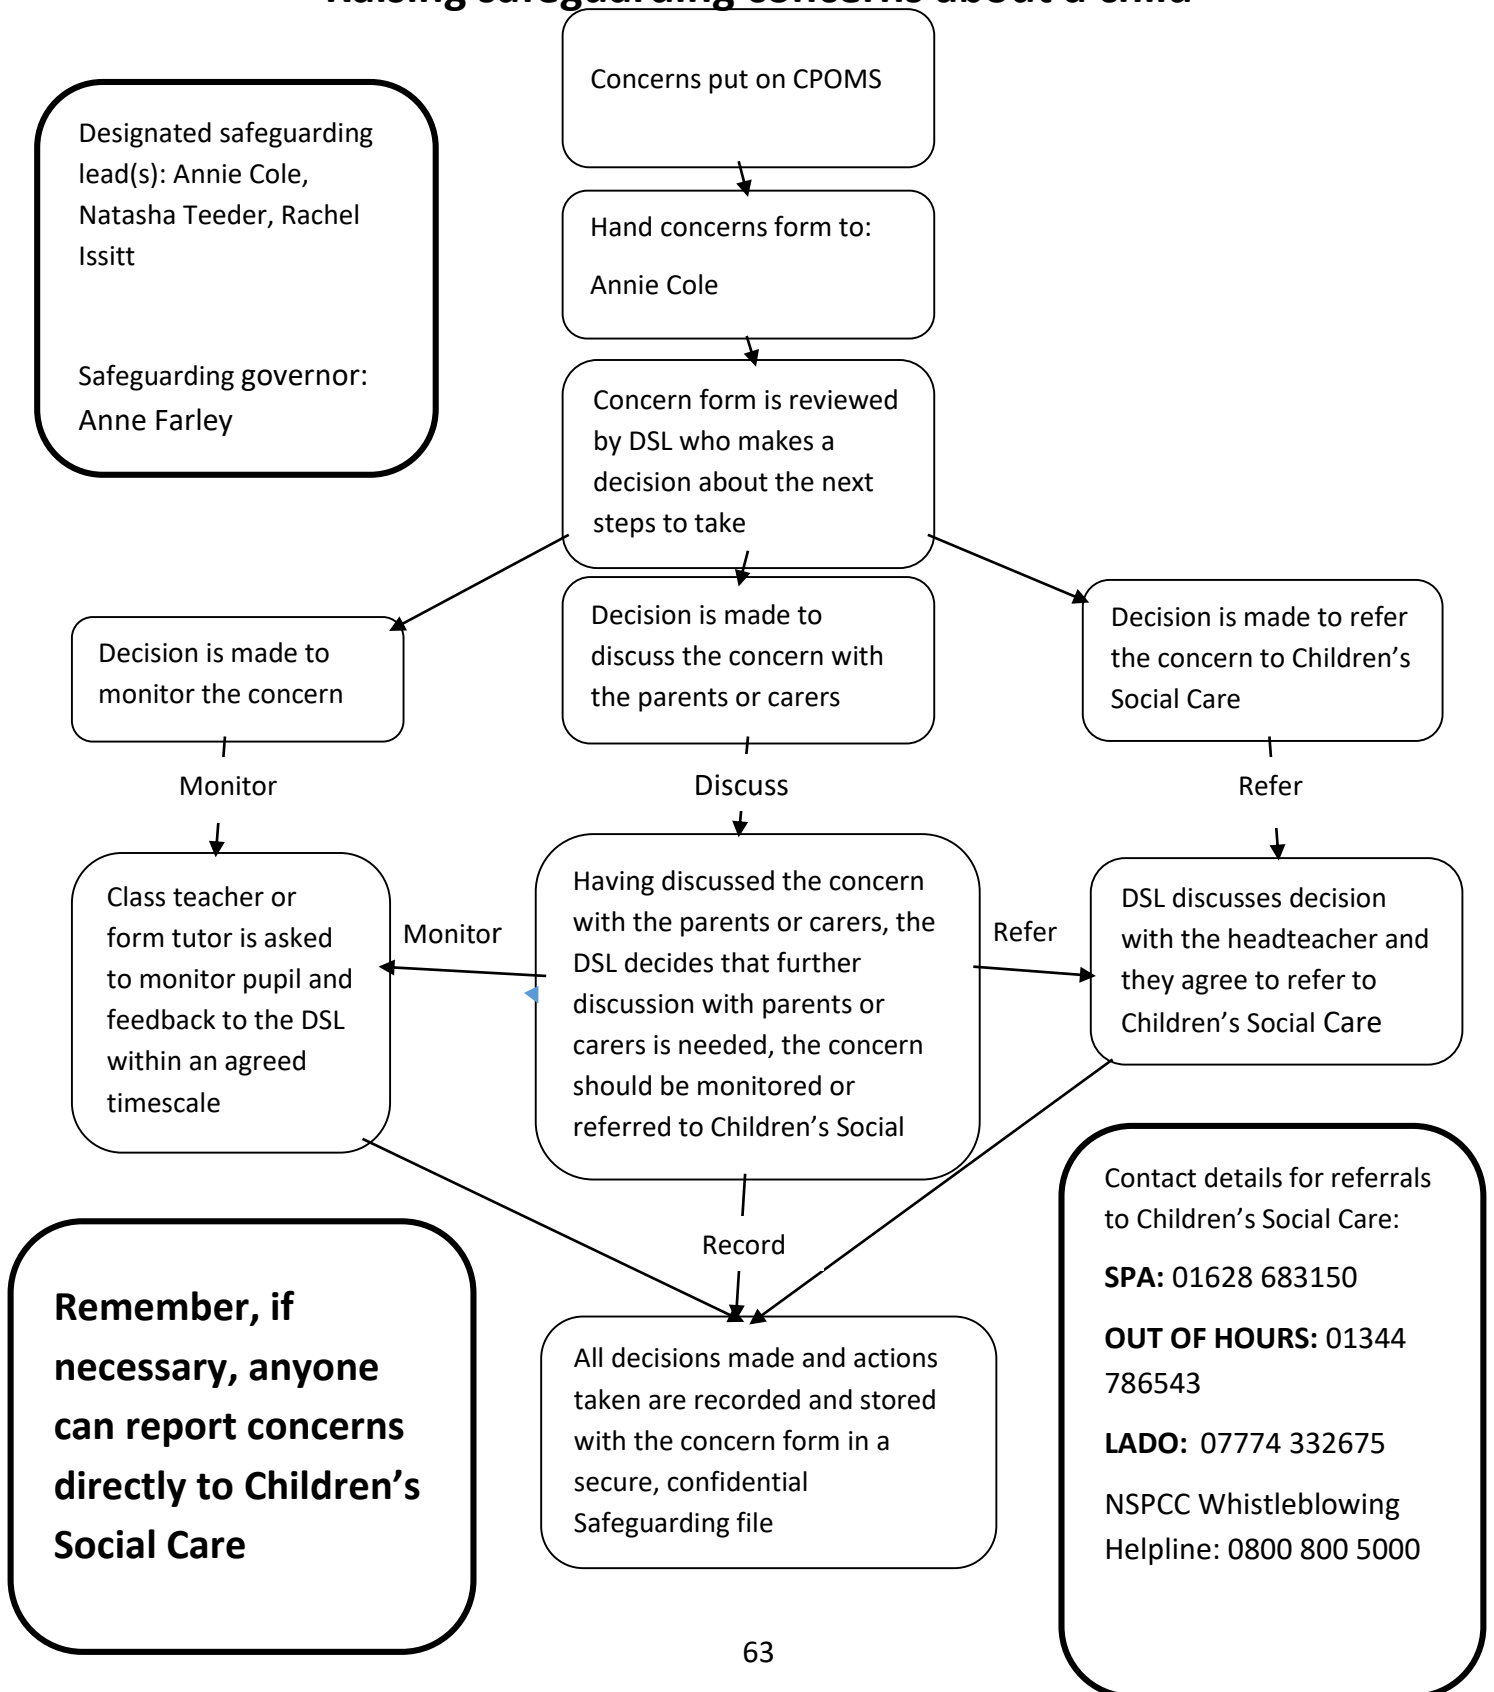 Raising safeguarding concerns about a child
Concerns put on CPOMS
Designated safeguarding
lead(s): Annie Cole,
Natasha Teeder, Rachel
Issitt
Safeguarding governor:
Anne Farley
Hand concerns form to:
Annie Cole
Concern form is reviewed
by DSL who makes a
decision about the next
steps to take
Decision is made to
monitor the concern
Decision is made to
discuss the concern with
the parents or carers
Decision is made to refer
the concern to Children’s
Social Care
Monitor
Discuss
Refer
Class teacher or
form tutor is asked
to monitor pupil and
feedback to the DSL
within an agreed
timescale
Monitor
Having discussed the concern
with the parents or carers, the
DSL decides that further
discussion with parents or
carers is needed, the concern
should be monitored or
referred to Children’s Social
Refer
DSL discusses decision
with the headteacher and
they agree to refer to
Children’s Social Care
Record
Remember, if
necessary, anyone
can report concerns
directly to Children’s
Social Care
All decisions made and actions
taken are recorded and stored
with the concern form in a
secure, confidential
Safeguarding file
Contact details for referrals
to Children’s Social Care:
SPA: 01628 683150
OUT OF HOURS: 01344
786543
LADO: 07774 332675
NSPCC Whistleblowing
Helpline: 0800 800 5000
63